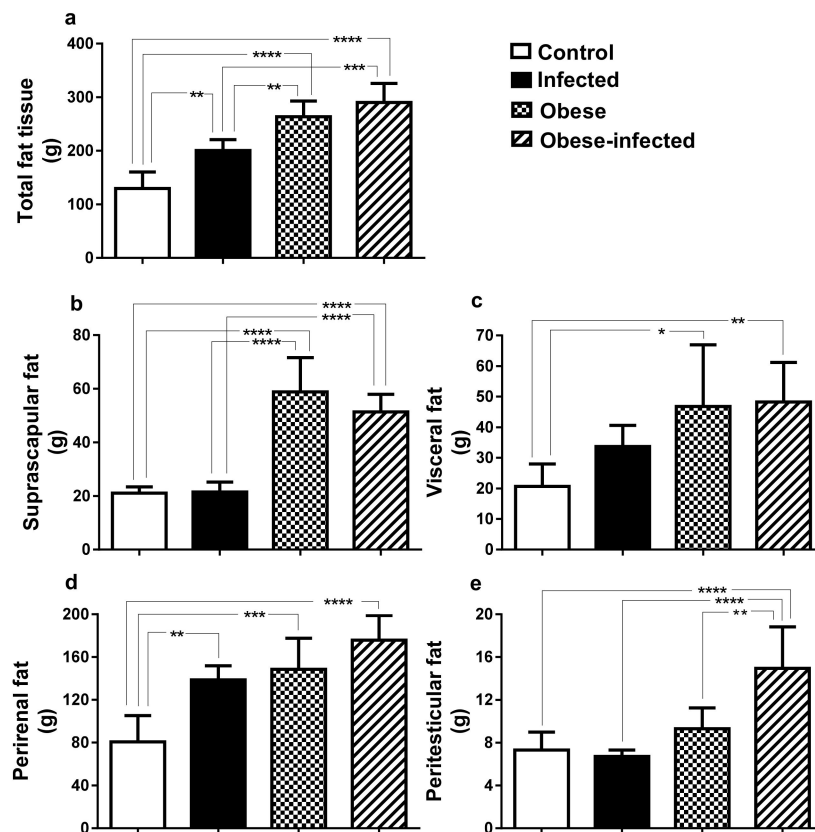 a
****
****
***
**
**
400
300
200
100
0
Total fat tissue
(g)
Control
Infected
Obese
Obese-infected
b
****
****
****
****
80
60
40
20
0
Suprascapular fat
(g)
c
**
*
70
60
50
40
30
20
10
0
Visceral fat
(g)
d
****
***
**
200
160
120
80
40
0
Perirenal fat
(g)
e
****
****
**
20
16
12
8
4
0
Peritesticular fat
(g)